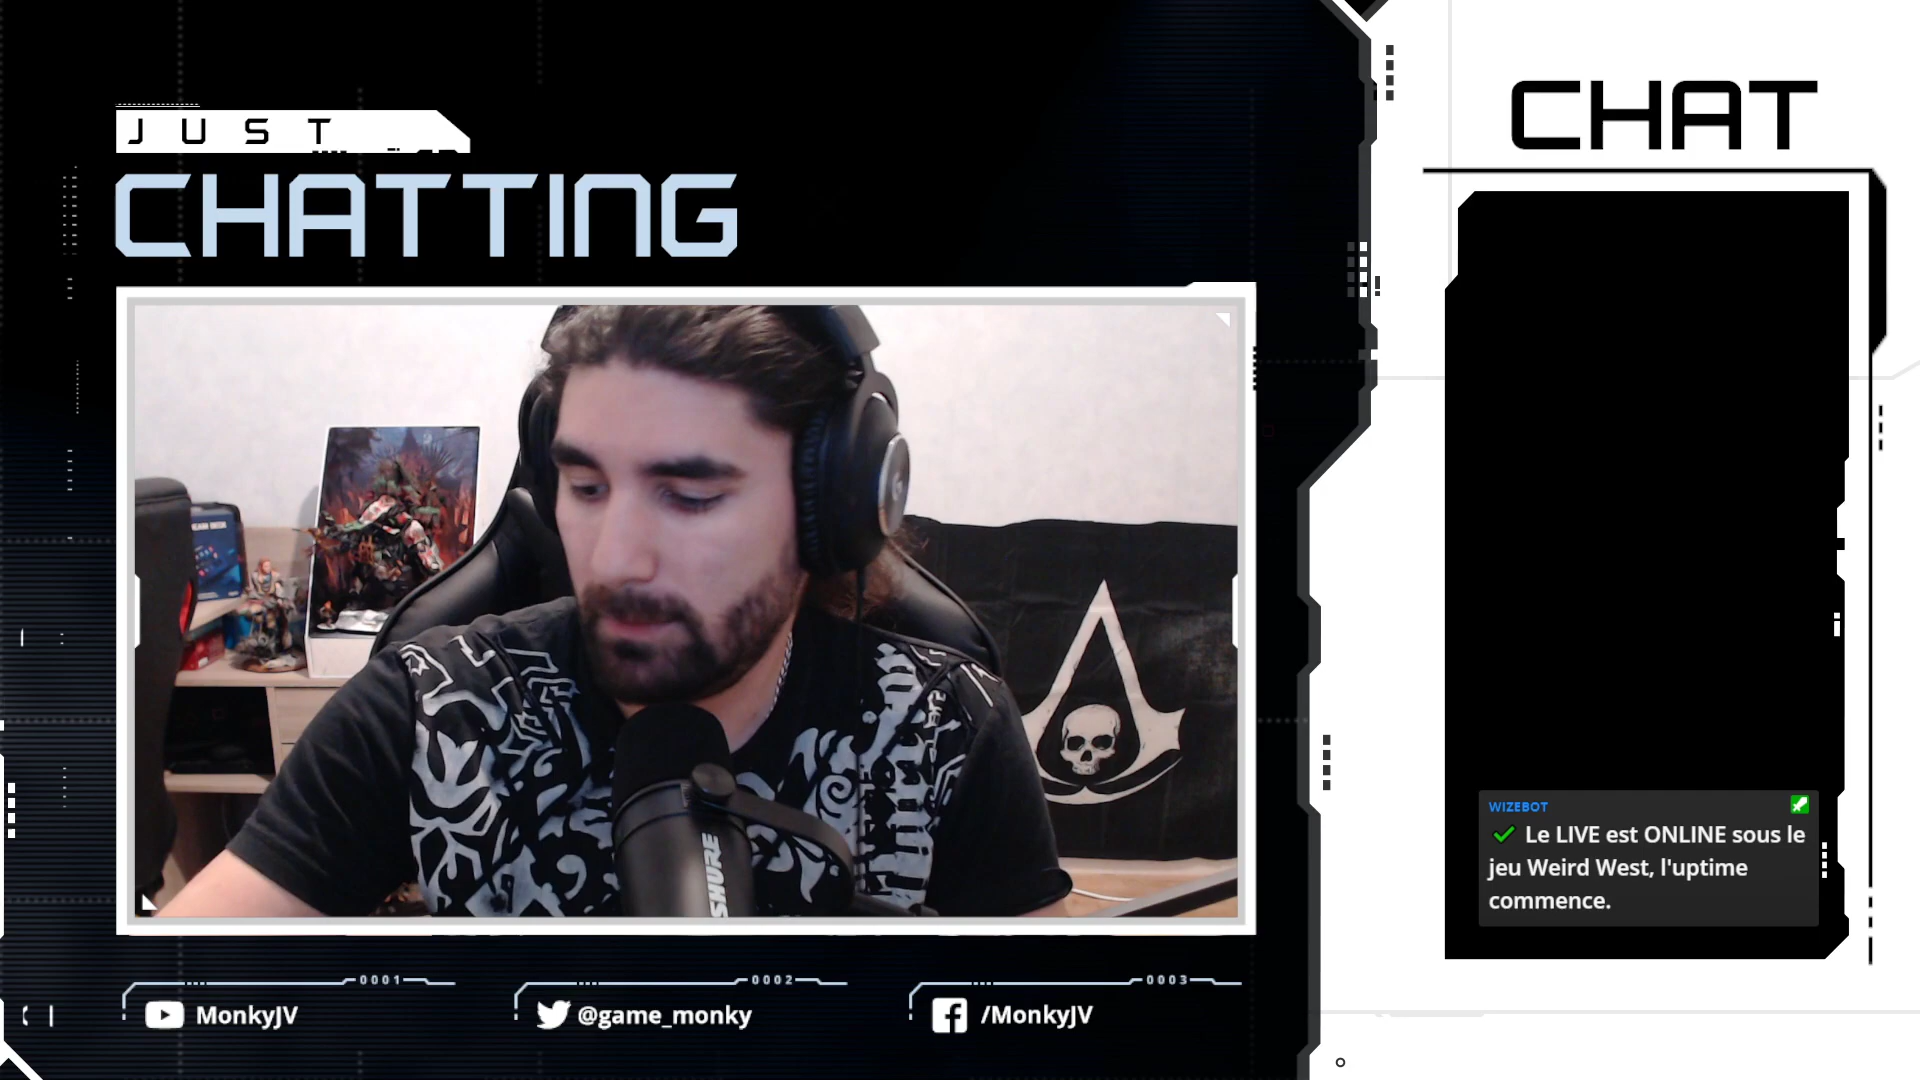 JUST
CHATTING
CHAT
SHURE
WIZEBOT
Le LIVE est ONLINE sous le
jeu Weird West, l'uptime
commence.
0001
0002
0003
MonkyJV
@game_monky
/MonkyJV